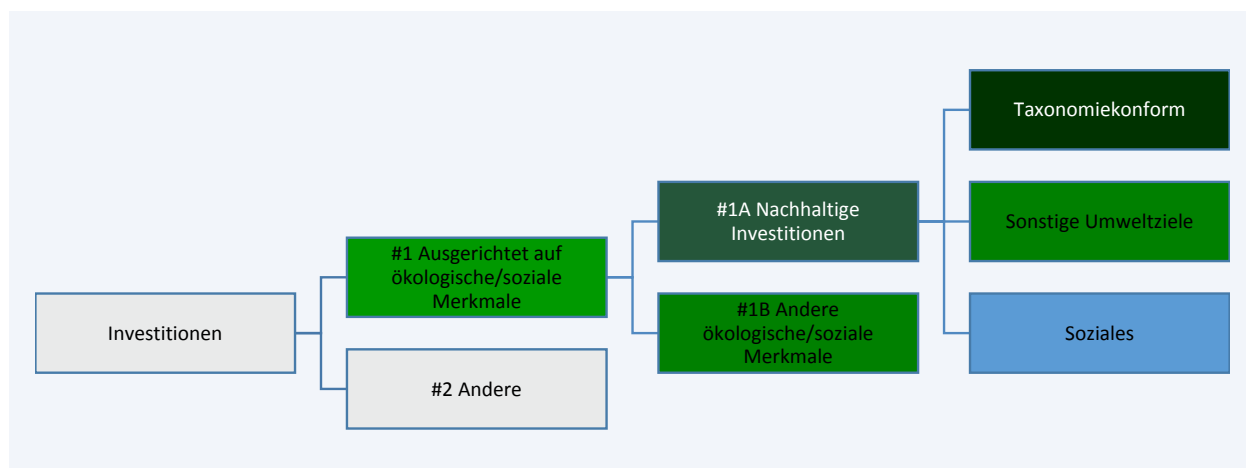 Investitionen
#1 Ausgerichtet auf
ökologische/soziale
Merkmale
#2 Andere
#1A Nachhaltige
Investitionen
#1B Andere
ökologische/soziale
Merkmale
Taxonomiekonform
Sonstige Umweltziele
Soziales